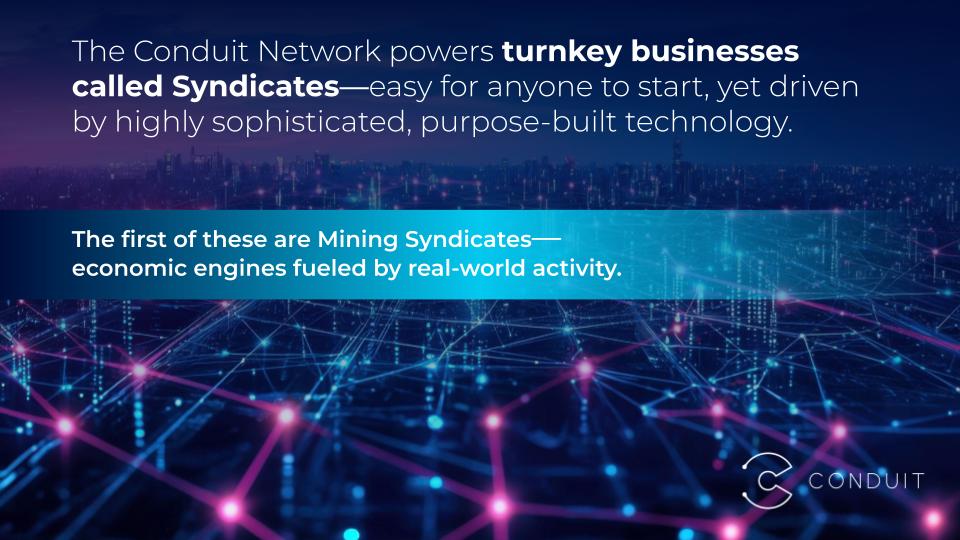 The Conduit Network powers turnkey businesses
called Syndicates—easy for anyone to start, yet driven
by highly sophisticated, purpose-built technology.
The first of these are Mining Syndicates—
economic engines fueled by real-world activity.
CONDUIT